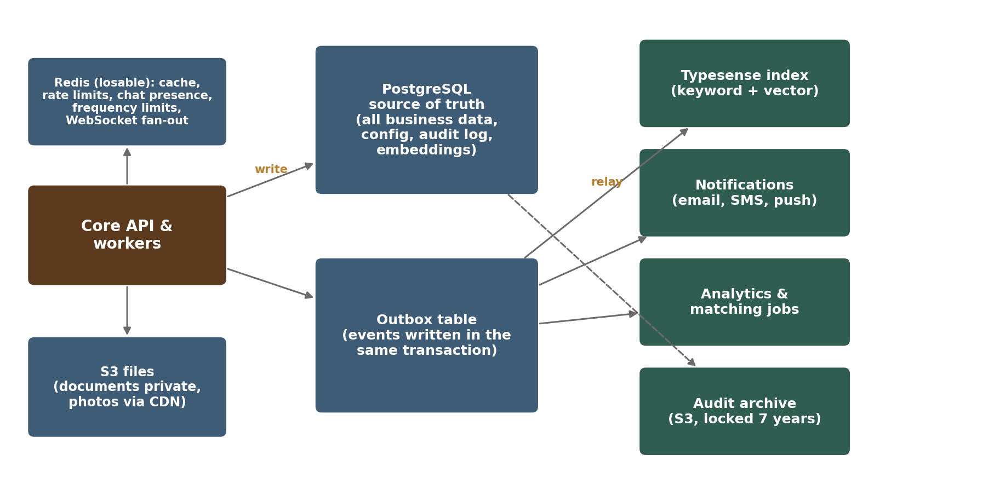 Redis (losable): cache,
rate limits, chat presence,
frequency limits,
WebSocket fan-out
Core API &
workers
S3 files
(documents private,
photos via CDN)
write
PostgreSQL
source of truth
(all business data,
config, audit log,
embeddings)
Outbox table
(events written in the
same transaction)
relay
Typesense index
(keyword + vector)
Notifications
(email, SMS, push)
Analytics &
matching jobs
Audit archive
(S3, locked 7 years)